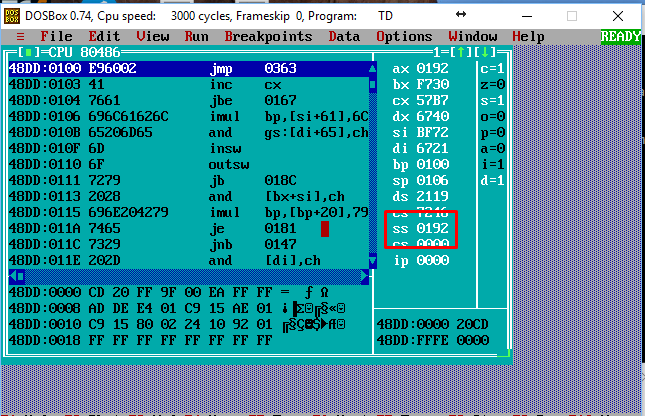 DOSBox 0.74, Cpu speed: 3000 cycles, Frameskip 0, Program: TD
≡ File Edit View Run Breakpoints Data Options Window Help READY
[■]=CPU 80486 1=[↑][↓]
48DD:0100 E96002 jmp 0363 ax 0192 c=1
48DD:0103 41 inc cx bx F730 z=0
48DD:0104 7661 jbe 0167 cx 57B7 s=1
48DD:0106 696C61626C imul bp,[si+61],6C dx 6740 o=0
48DD:010B 65206D65 and gs:[di+65],ch si BF72 p=0
48DD:010F 6D insw di 6721 a=0
48DD:0110 6F outsw bp 0100 i=1
48DD:0111 7279 jb 018C sp 0106 d=1
48DD:0113 2028 and [bx+si],ch ds 2119
48DD:0115 696E204279 imul bp,[bp+20],79 es 7246
48DD:011A 7465 je 0181 ss 0192
48DD:011C 7329 jnb 0147 cs 0000
48DD:011E 202D and [di],ch ip 0000
48DD:0000 CD 20 FF 9F 00 EA FF FF = ƒ Ω
48DD:0008 AD DE E4 01 C9 15 AE 01
48DD:0010 C9 15 80 02 24 10 92 01
48DD:0018 FF FF FF FF FF FF FF FF
48DD:0000 20CD
48DD:FFFE 0000